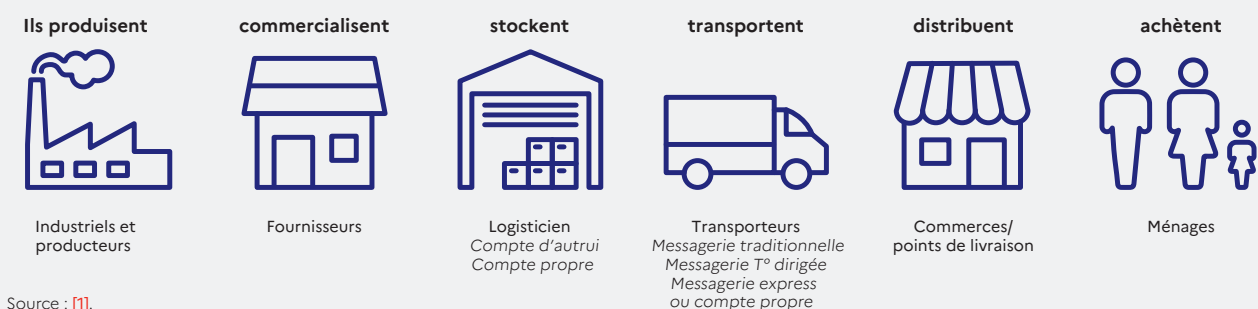 Ils produisent
commercialisent
stockent
transportent
distribuent
achètent
Industriels et
producteurs
Fournisseurs
Logisticien
Compte d'autrui
Compte propre
Transporteurs
Messagerie traditionnelle
Messagerie T° dirigée
Messagerie express
ou compte propre
Commerces/
points de livraison
Ménages
Source : [1].